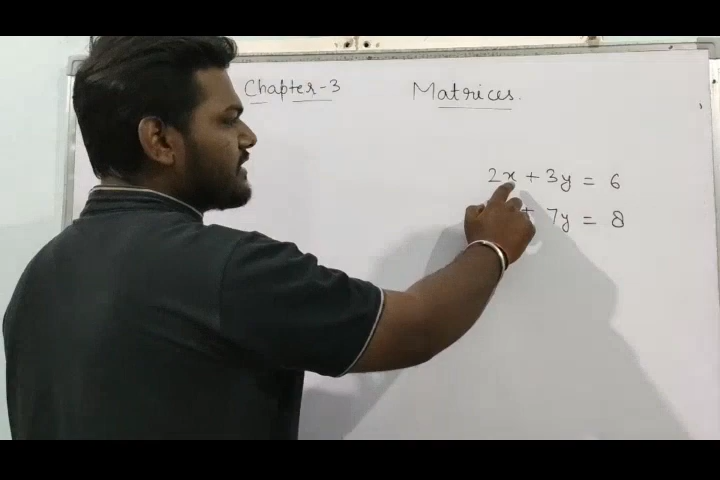 Chapter-3 Matrices.
2x + 3y = 6
+ 7y = 8